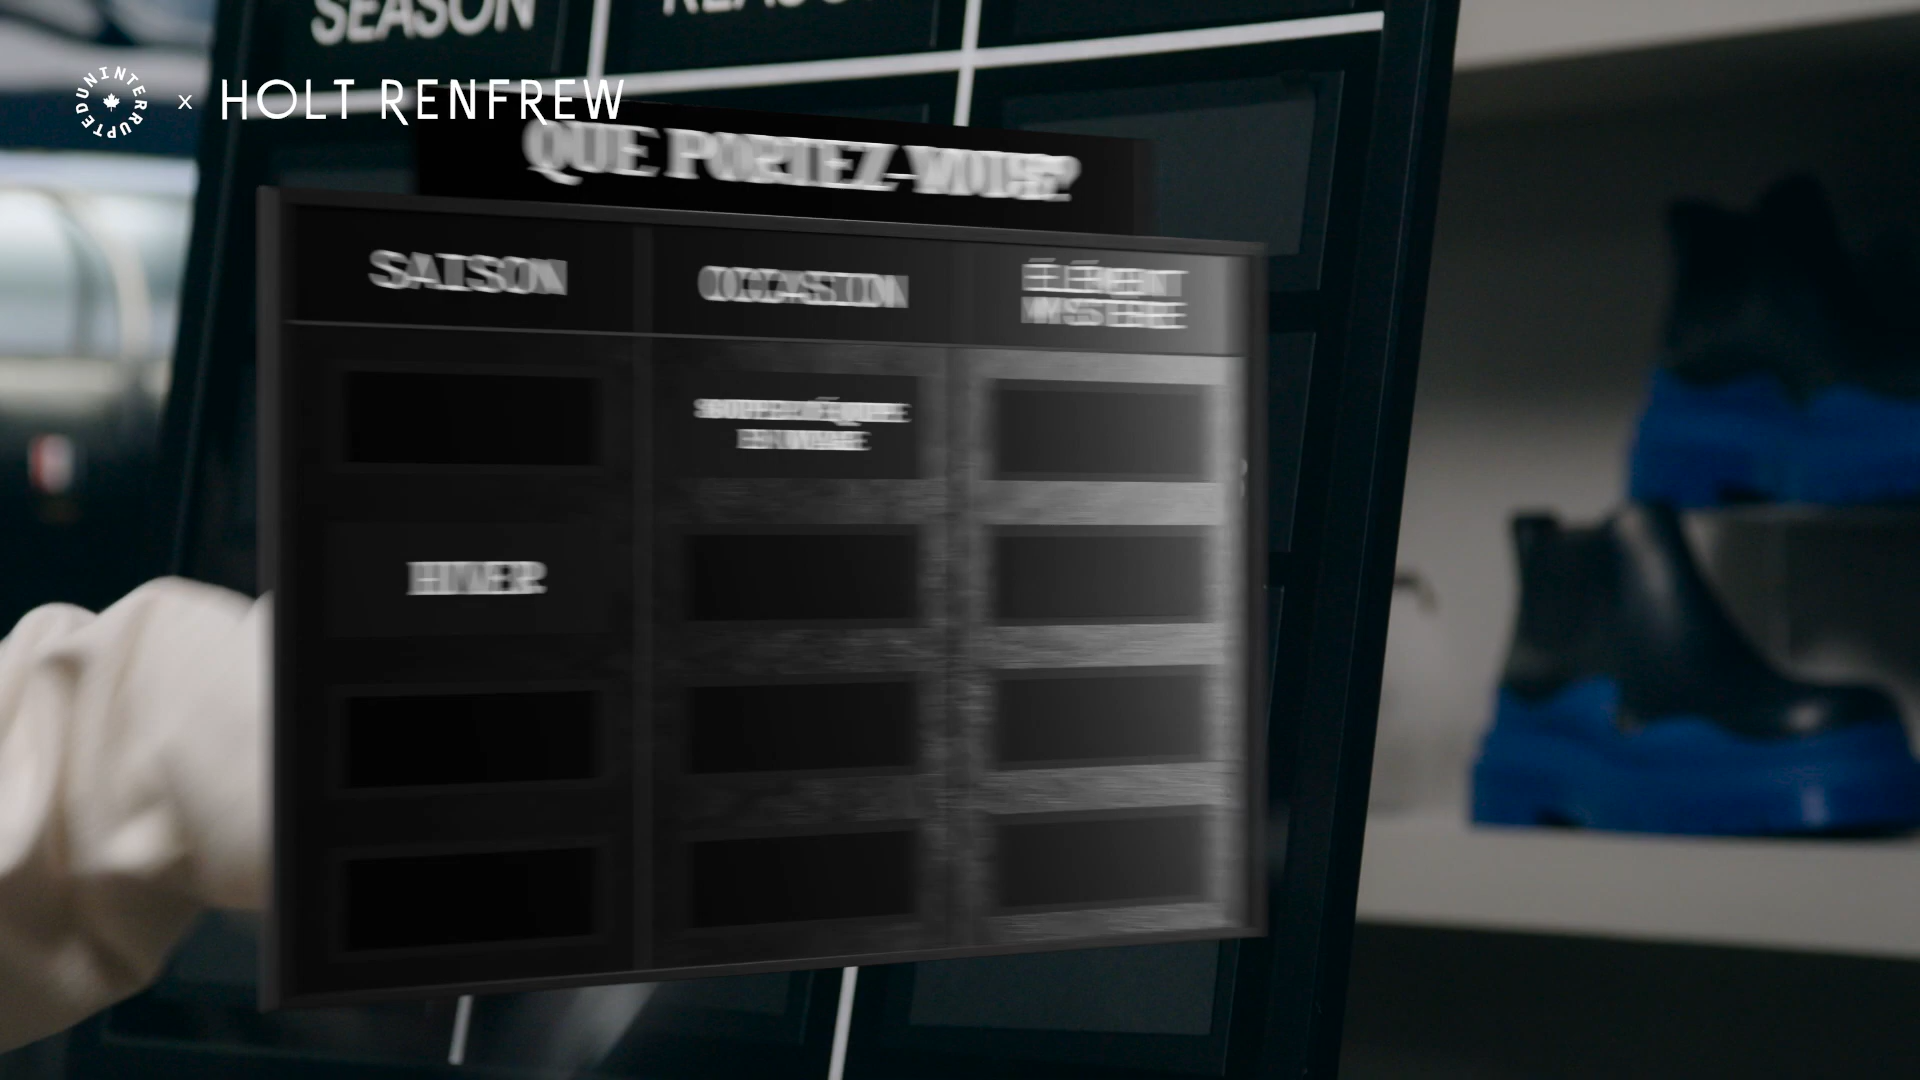 SEASON
UNINTERRUPTED
x HOLT RENFREW
QUE PORTEZ-VOUS?
SAISON
OCCASION
ÉLÉMENT
MYSTÈRE
HIVER